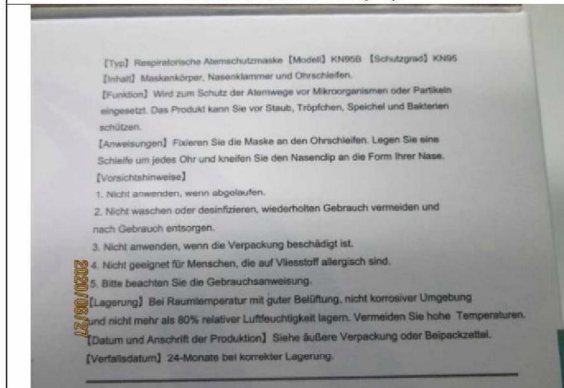 【Typ】 Respiratorische Atemschutzmaske 【Modell】 KN95B 【Schutzgrad】 KN95
【Inhalt】 Maskenkörper, Nasenklammer und Ohrschleifen.
【Funktion】 Wird zum Schutz der Atemwege vor Mikroorganismen oder Partikeln
eingesetzt. Das Produkt kann Sie vor Staub, Tröpfchen, Speichel und Bakterien
schützen.
【Anweisungen】 Fixieren Sie die Maske an den Ohrschleifen. Legen Sie eine
Schleife um jedes Ohr und kneifen Sie den Nasenclip an die Form Ihrer Nase.
【Vorsichtshinweise】
1. Nicht anwenden, wenn abgelaufen.
2. Nicht waschen oder desinfizieren, wiederholten Gebrauch vermeiden und
nach Gebrauch entsorgen.
3. Nicht anwenden, wenn die Verpackung beschädigt ist.
4. Nicht geeignet für Menschen, die auf Vliesstoff allergisch sind.
5. Bitte beachten Sie die Gebrauchsanweisung.
【Lagerung】 Bei Raumtemperatur mit guter Belüftung, nicht korrosiver Umgebung
und nicht mehr als 80% relativer Luftfeuchtigkeit lagern. Vermeiden Sie hohe Temperaturen.
【Datum und Anschrift der Produktion】 Siehe äußere Verpackung oder Beipackzettel.
【Verfallsdatum】 24-Monate bei korrekter Lagerung.
2020/08/27